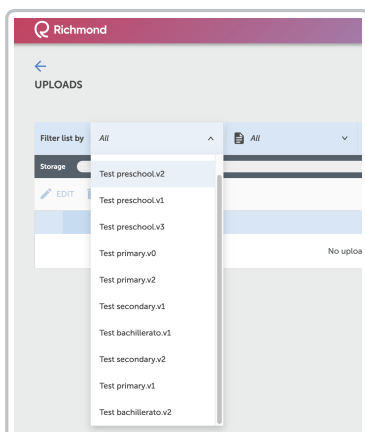 Richmond
UPLOADS
Filter list by All All
Storage
Test preschool.v2
EDIT
Test preschool.v1
Test preschool.v3
Test primary.v0
No uploa
Test primary.v2
Test secondary.v1
Test bachillerato.v1
Test secondary.v2
Test primary.v1
Test bachillerato.v2